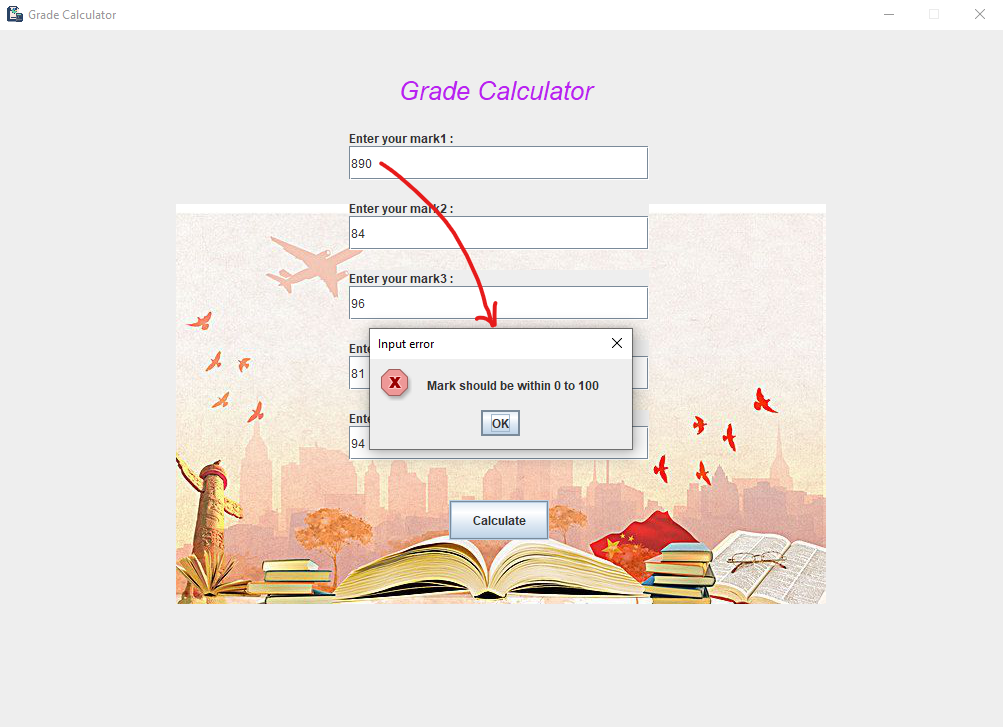 Grade Calculator
Grade Calculator
Enter your mark1 :
890
Enter your mark2 :
84
Enter your mark3 :
96
Input error
Ente
81
Mark should be within 0 to 100
OK
Ente
94
Calculate